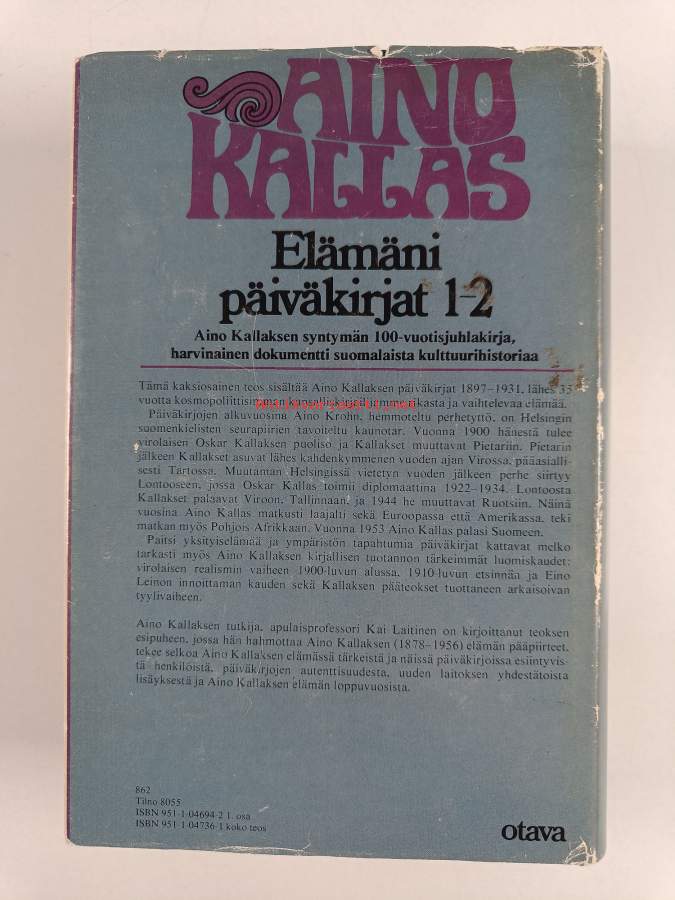 AINO
KALLAS
Elämäni
päiväkirjat 1-2
Aino Kallaksen syntymän 100-vuotisjuhlakirja,
harvinainen dokumentti suomalaista kulttuurihistoriaa
Tämä kaksiosainen teos sisältää Aino Kallaksen päiväkirjat 1897–1931, lähes 35
vuotta kosmopoliittisimman rikasta ja vaihtelevaa elämää.
Päiväkirjojen alkuvuosina Aino Krohn, hemmoteltu perhetyttö, on Helsingin
suomenkielisten seurapiirien tavoiteltu kaunotar. Vuonna 1900 hänestä tulee
virolaisen Oskar Kallaksen puoliso ja Kallakset muuttavat Pietariin. Pietarin
jälkeen Kallakset asuvat lähes kahdenkymmenen vuoden ajan Virossa, pääasialli-
sesti Tartossa. Muutaman Helsingissä vietetyn vuoden jälkeen perhe siirtyy
Lontooseen, jossa Oskar Kallas toimii diplomaattina 1922–1934. Lontoosta
Kallakset palaavat Viroon, Tallinnaan, ja 1944 he muuttavat Ruotsiin. Näinä
vuosina Aino Kallas matkusti laajalti sekä Euroopassa että Amerikassa, teki
matkan myös Pohjois-Afrikkaan. Vuonna 1953 Aino Kallas palasi Suomeen.
Paitsi yksityiselämää ja ympäristön tapahtumia päiväkirjat kattavat melko
tarkasti myös Aino Kallaksen kirjallisen tuotannon tärkeimmät luomiskaudet:
virolaisen realismin vaiheen 1900-luvun alussa, 1910-luvun etsinnän ja Eino
Leinon innoittaman kauden sekä Kallaksen pääteokset tuottaneen arkaisoivan
tyylivaiheen.
Aino Kallaksen tutkija, apulaisprofessori Kai Laitinen on kirjoittanut teoksen
esipuheen, jossa hän hahmottaa Aino Kallaksen (1878–1956) elämän pääpiirteet,
tekee selkoa Aino Kallaksen elämässä tärkeistä ja näissä päiväkirjoissa esiintyvis-
tä henkilöistä, päiväkirjojen autenttisuudesta, uuden laitoksen yhdestätoista
lisäyksestä ja Aino Kallaksen elämän loppuvuosista.
862
Tilno 8055
ISBN 951-1-04694-2 1. osa
ISBN 951-1-04736-1 koko teos
otava